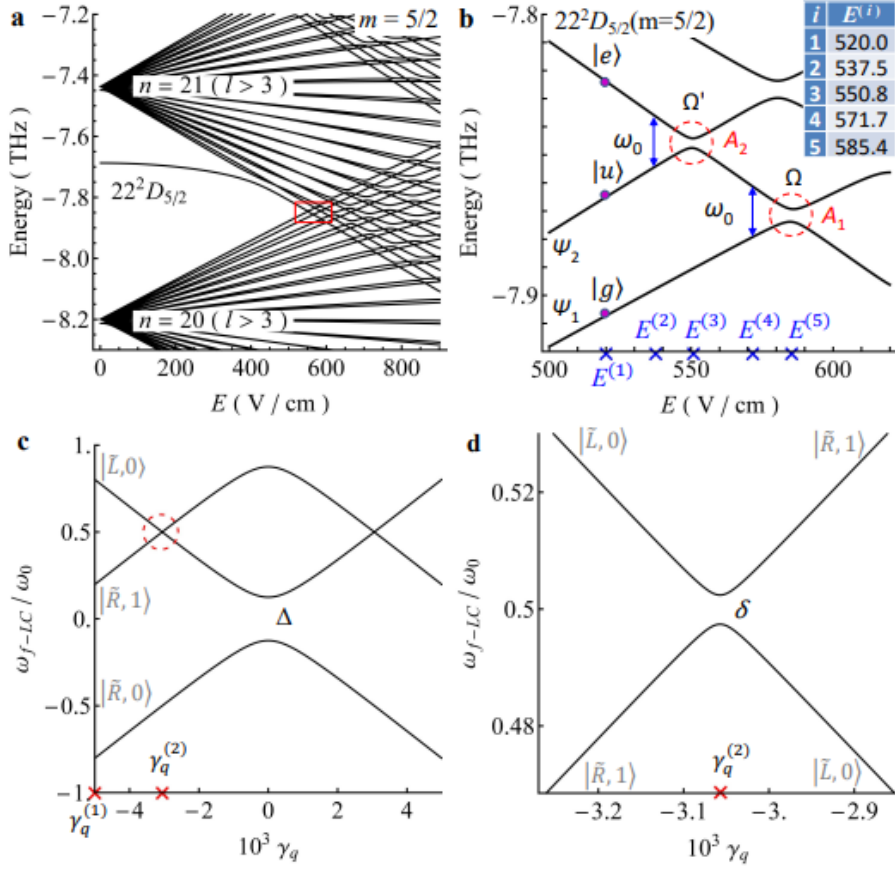 a
m = 5/2
n = 21 ( l > 3 )
22²D₅/₂
n = 20 ( l > 3 )
−7.2
−7.4
−7.6
−7.8
−8.0
−8.2
Energy ( THz )
0 200 400 600 800
E ( V / cm )
b
22²D₅/₂(m=5/2)
i E⁽ⁱ⁾
1 520.0
2 537.5
3 550.8
4 571.7
5 585.4
−7.8
−7.9
Energy ( THz )
|e⟩
Ω'
ω₀
A₂
|u⟩
Ω
ω₀
A₁
ψ₂
|g⟩
ψ₁
E⁽²⁾ E⁽³⁾ E⁽⁴⁾ E⁽⁵⁾
500 550 600
E⁽¹⁾
E ( V / cm )
c
|L̃,0⟩
|R̃, 1⟩
Δ
|R̃, 0⟩
γq⁽²⁾
1.
0.5
0.
−0.5
−1
ωf−LC / ω₀
γq⁽¹⁾
−4 −2 0 2 4
10³ γq
d
|L̃,0⟩ |R̃, 1⟩
0.52
0.5
0.48
δ
ωf−LC / ω₀
|R̃, 1⟩ γq⁽²⁾ |L̃,0⟩
−3.2 −3.1 −3. −2.9
10³ γq